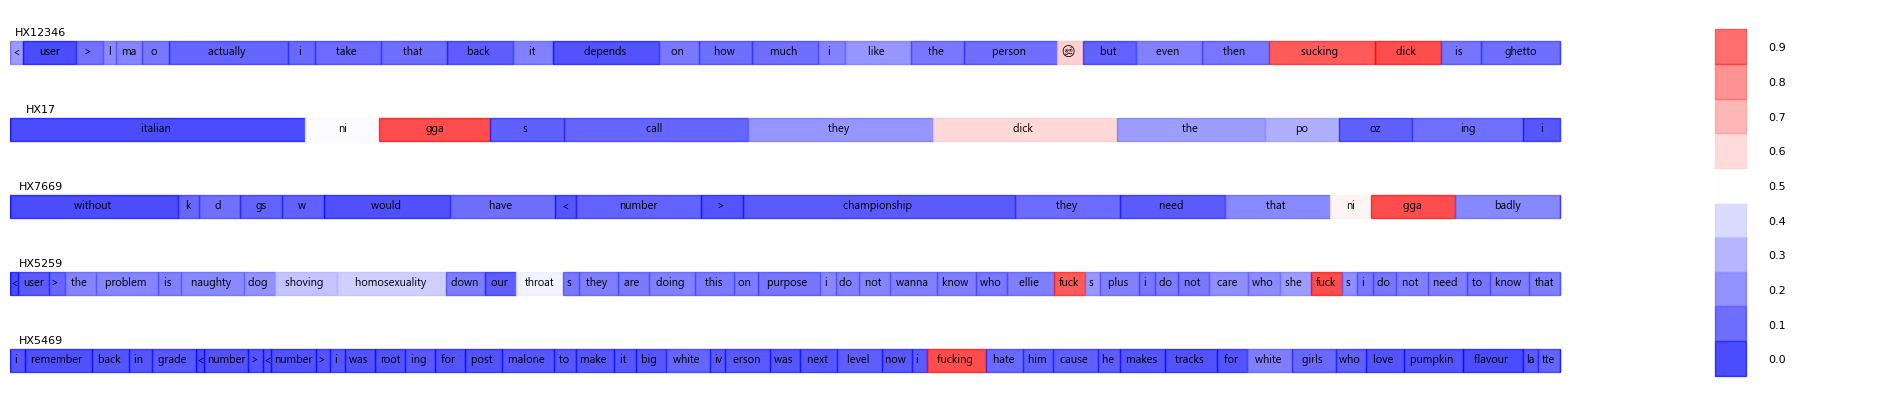 HX12346
< user > l ma o actually i take that back it depends on how much i like the person 😣 but even then sucking dick is ghetto
HX17
italian ni gga s call they dick the po oz ing i
HX7669
without k d gs w would have < number > championship they need that ni gga badly
HX5259
< user > the problem is naughty dog shoving homosexuality down our throat s they are doing this on purpose i do not wanna know who ellie fuck s plus i do not care who she fuck s i do not need to know that
HX5469
i remember back in grade < number > < number > i was root ing for post malone to make it big white iv erson was next level now i fucking hate him cause he makes tracks for white girls who love pumpkin flavour la tte
0.9
0.8
0.7
0.6
0.5
0.4
0.3
0.2
0.1
0.0